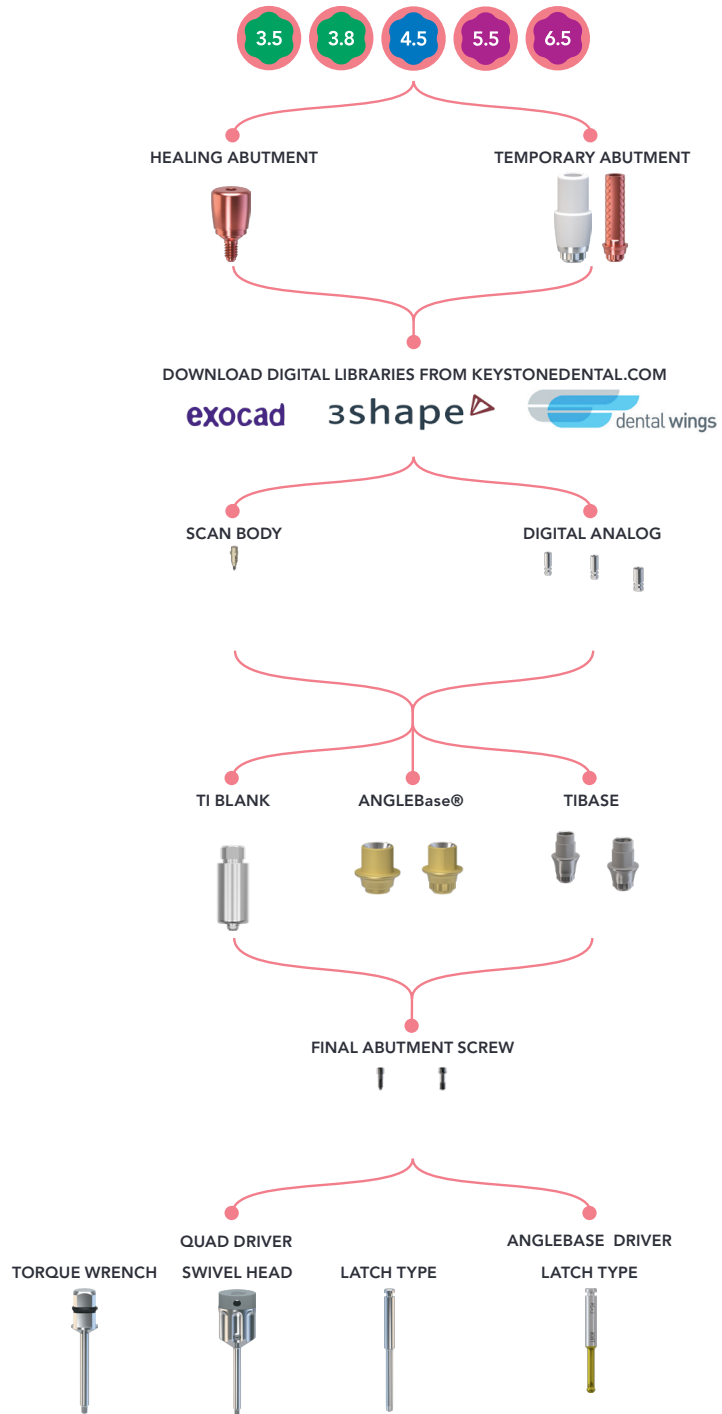 3.5 3.8 4.5 5.5 6.5
HEALING ABUTMENT TEMPORARY ABUTMENT
DOWNLOAD DIGITAL LIBRARIES FROM KEYSTONEDENTAL.COM
exocad 3shape dental wings
SCAN BODY DIGITAL ANALOG
TI BLANK ANGLEBase® TIBASE
FINAL ABUTMENT SCREW
QUAD DRIVER ANGLEBASE DRIVER
TORQUE WRENCH SWIVEL HEAD LATCH TYPE LATCH TYPE